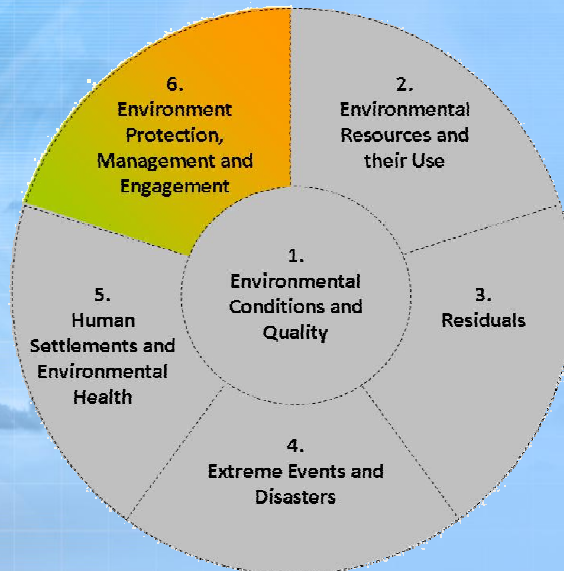 1.
Environmental
Conditions and
Quality
2.
Environmental
Resources and
their Use
3.
Residuals
4.
Extreme Events and
Disasters
5.
Human
Settlements and
Environmental
Health
6.
Environment
Protection,
Management and
Engagement